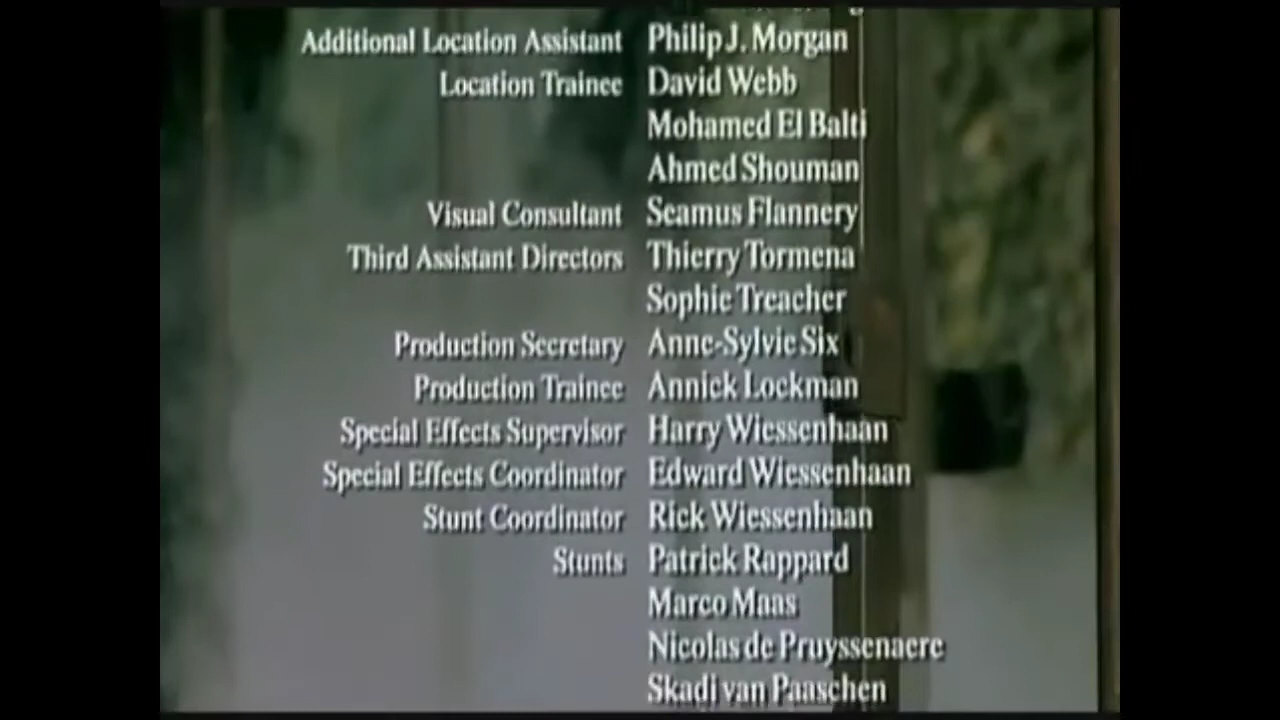 Additional Location Assistant Philip J. Morgan
Location Trainee David Webb
Mohamed El Balti
Ahmed Shouman
Visual Consultant Seamus Flannery
Third Assistant Directors Thierry Tormena
Sophie Treacher
Production Secretary Anne-Sylvie Six
Production Trainee Annick Lockman
Special Effects Supervisor Harry Wiessenhaan
Special Effects Coordinator Edward Wiessenhaan
Stunt Coordinator Rick Wiessenhaan
Stunts Patrick Rappard
Marco Maas
Nicolas de Pruyssenaere
Skadi van Paaschen